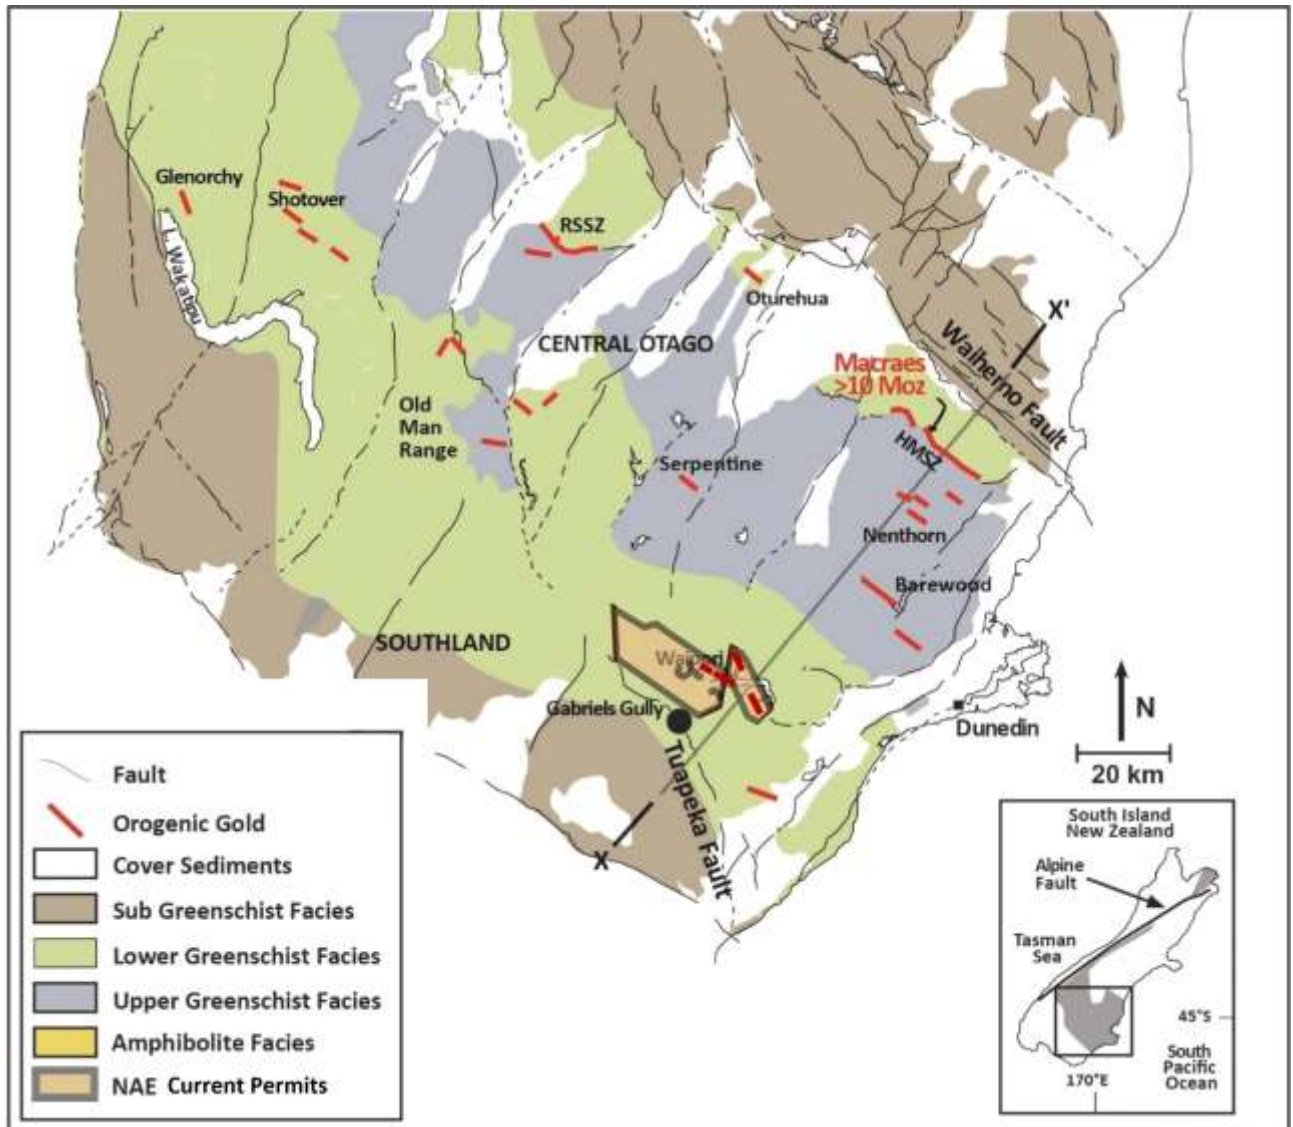 Glenorchy
Shotover
L. Wakatipu
RSSZ
Oturehua
X'
CENTRAL OTAGO
Waihemo Fault
Macraes
>10 Moz
HMSZ
Old
Man
Range
Serpentine
Nenthorn
Barewood
SOUTHLAND
Waipori
Gabriels Gully
Tuapeka Fault
X
Dunedin
N
20 km
Fault
Orogenic Gold
Cover Sediments
Sub Greenschist Facies
Lower Greenschist Facies
Upper Greenschist Facies
Amphibolite Facies
NAE Current Permits
South Island
New Zealand
Alpine
Fault
Tasman
Sea
45°S
South
Pacific
Ocean
170°E